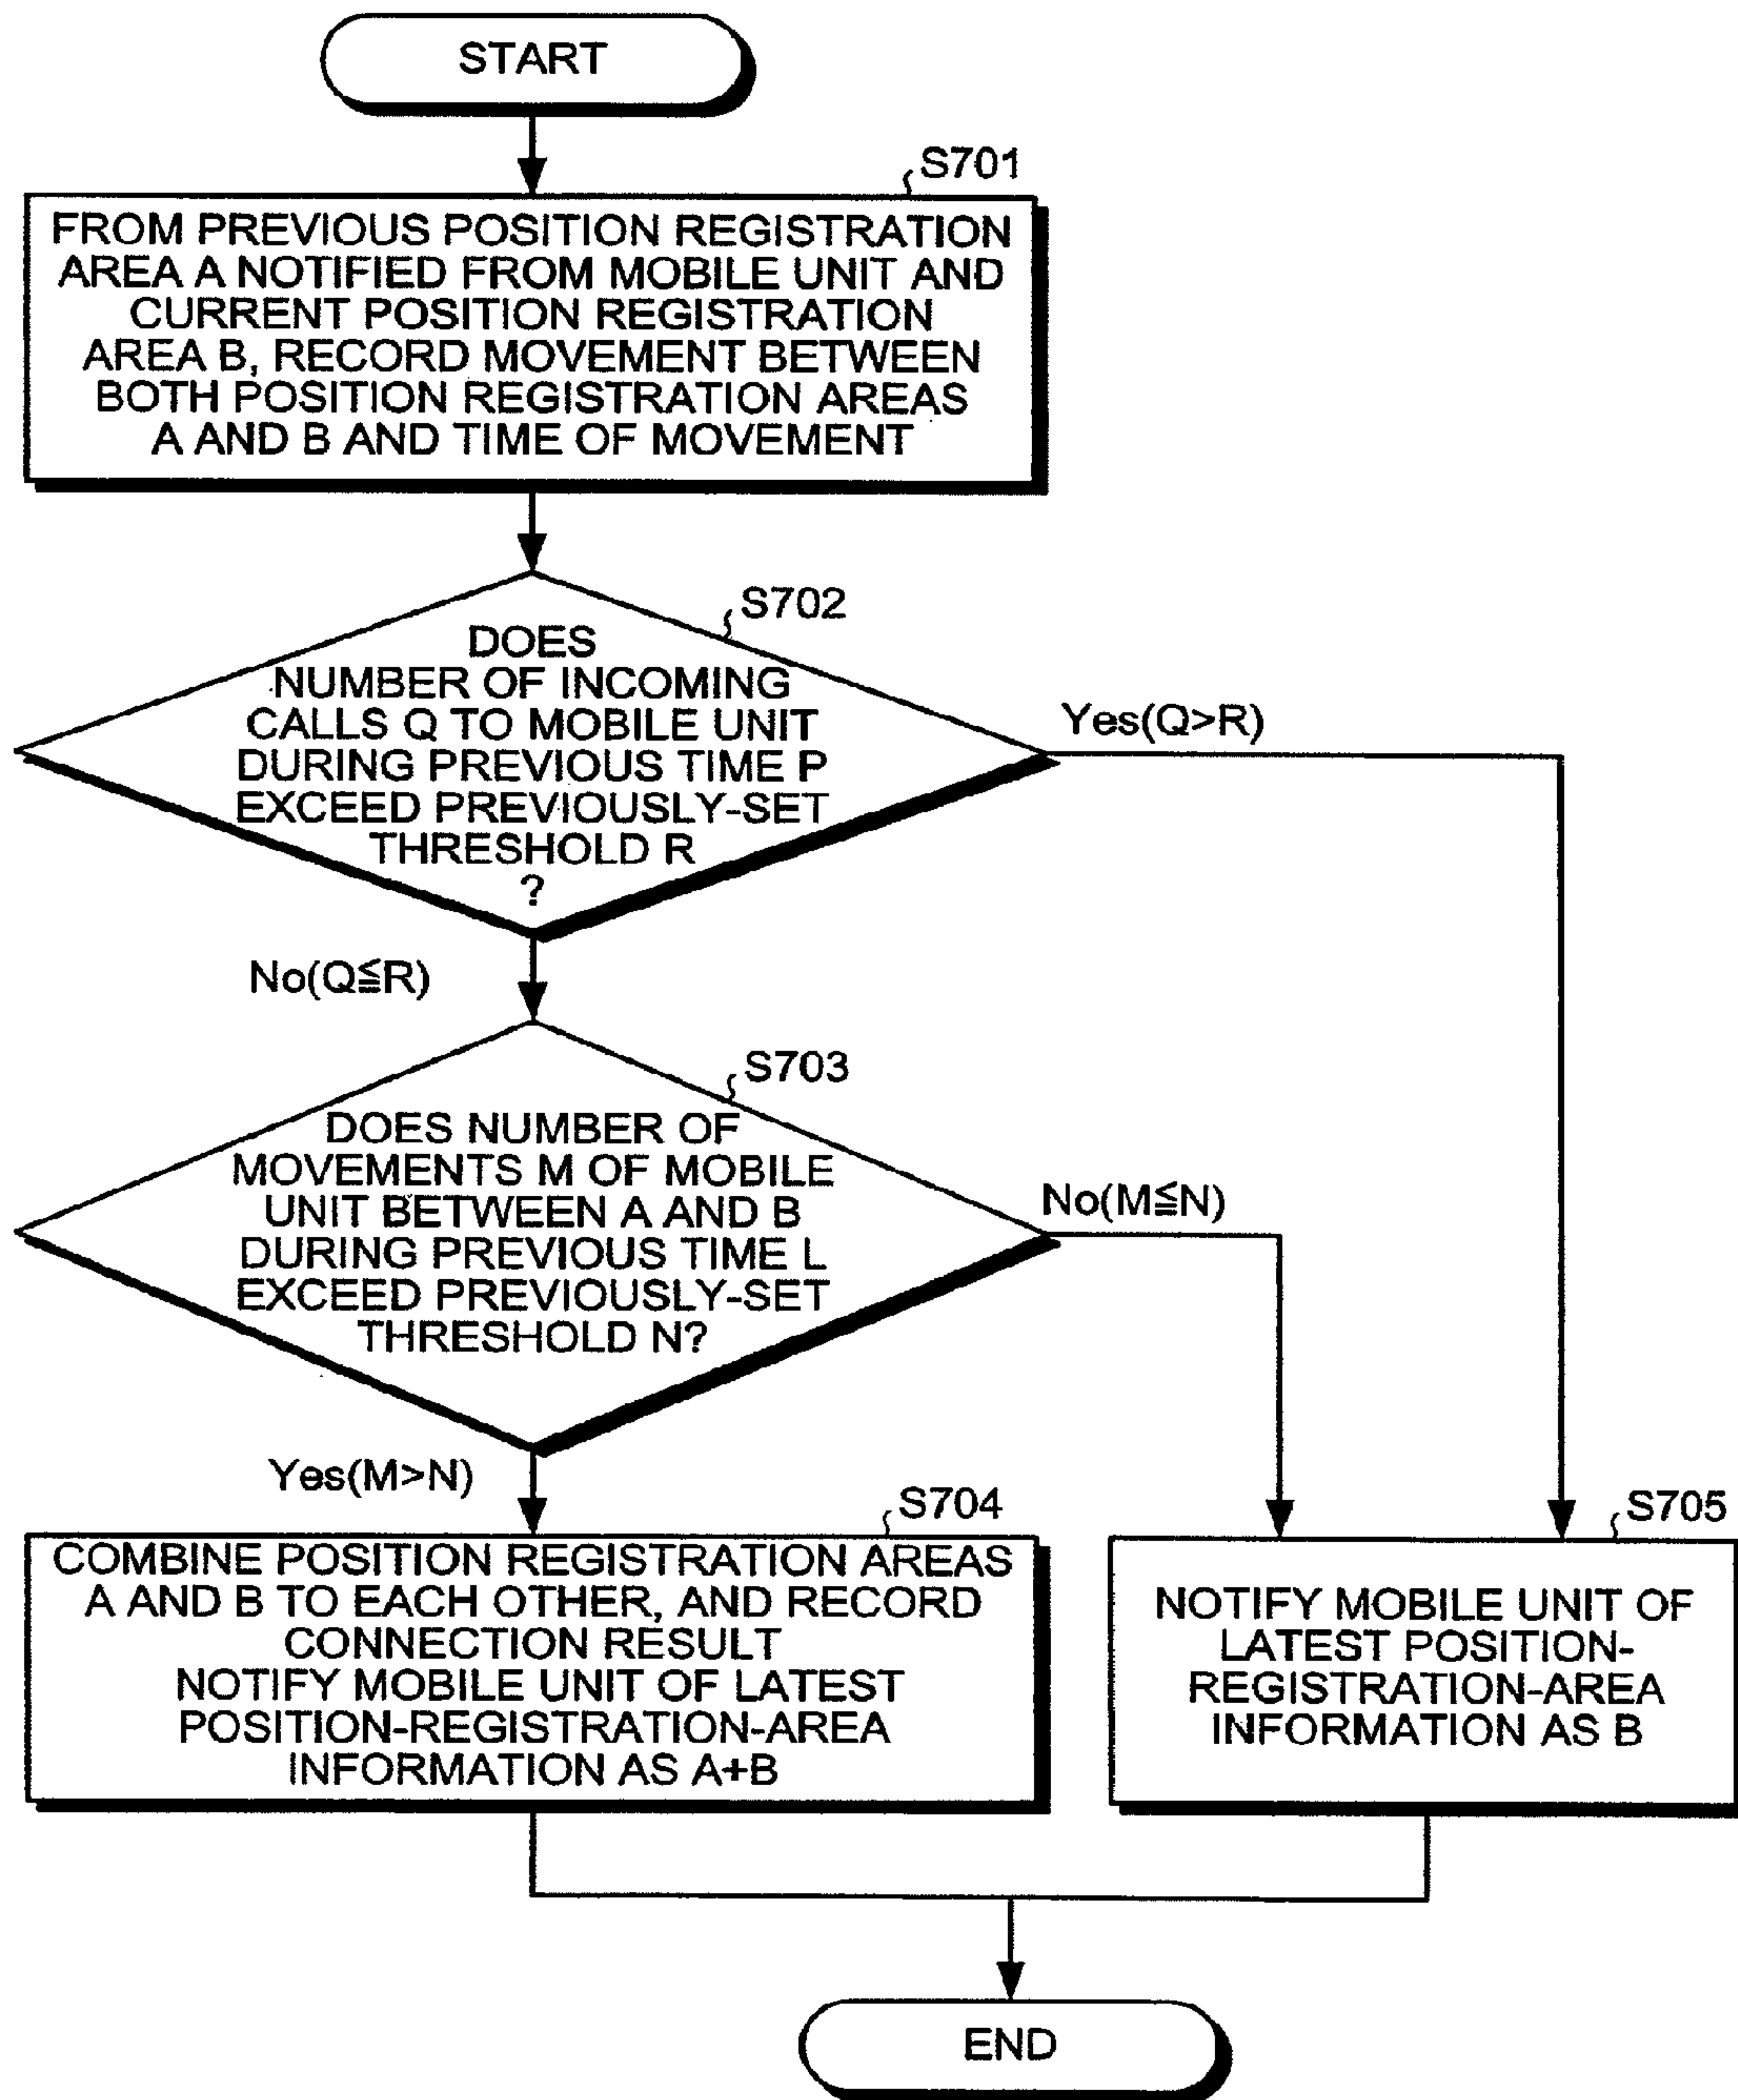 START
S701
FROM PREVIOUS POSITION REGISTRATION
AREA A NOTIFIED FROM MOBILE UNIT AND
CURRENT POSITION REGISTRATION
AREA B, RECORD MOVEMENT BETWEEN
BOTH POSITION REGISTRATION AREAS
A AND B AND TIME OF MOVEMENT
S702
DOES
NUMBER OF INCOMING
CALLS Q TO MOBILE UNIT
DURING PREVIOUS TIME P
EXCEED PREVIOUSLY-SET
THRESHOLD R
?
Yes(Q>R)
No(Q≦R)
S703
DOES NUMBER OF
MOVEMENTS M OF MOBILE
UNIT BETWEEN A AND B
DURING PREVIOUS TIME L
EXCEED PREVIOUSLY-SET
THRESHOLD N?
No(M≦N)
Yes(M>N)
S704
COMBINE POSITION REGISTRATION AREAS
A AND B TO EACH OTHER, AND RECORD
CONNECTION RESULT
NOTIFY MOBILE UNIT OF LATEST
POSITION-REGISTRATION-AREA
INFORMATION AS A+B
S705
NOTIFY MOBILE UNIT OF
LATEST POSITION-
REGISTRATION-AREA
INFORMATION AS B
END